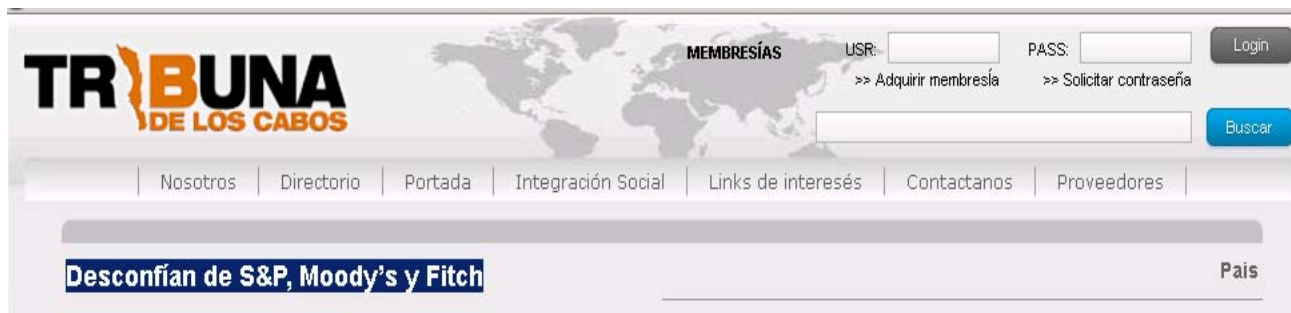 TRIBUNA
DE LOS CABOS
MEMBRESÍAS USR: PASS: Login
>> Adquirir membresía >> Solicitar contraseña
Buscar
Nosotros | Directorio | Portada | Integración Social | Links de interesés | Contactanos | Proveedores |
Desconfían de S&P, Moody's y Fitch
Pais